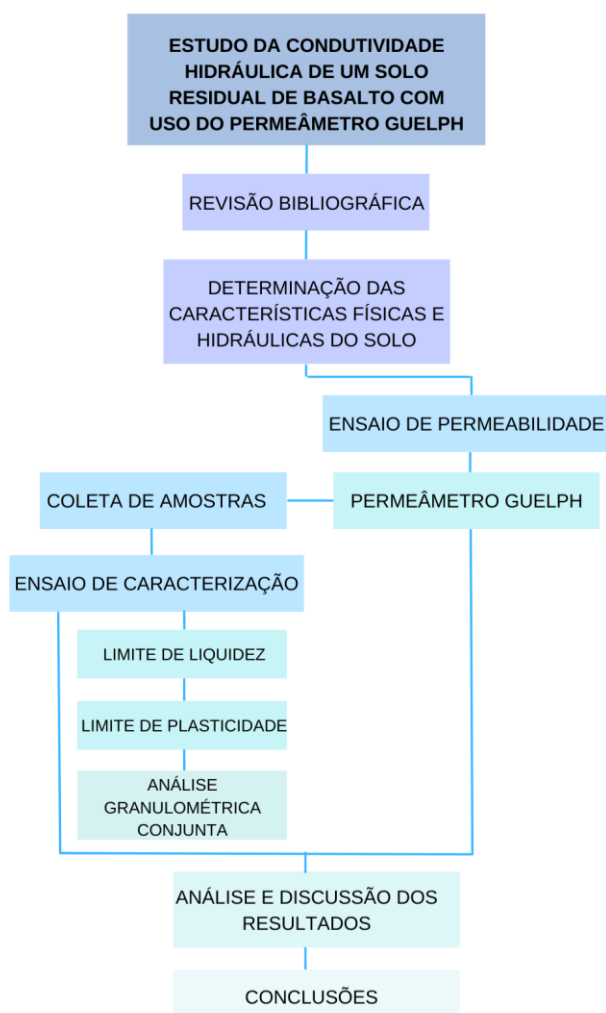 ESTUDO DA CONDUTIVIDADE
HIDRÁULICA DE UM SOLO
RESIDUAL DE BASALTO COM
USO DO PERMEÂMETRO GUELPH
REVISÃO BIBLIOGRÁFICA
DETERMINAÇÃO DAS
CARACTERÍSTICAS FÍSICAS E
HIDRÁULICAS DO SOLO
ENSAIO DE PERMEABILIDADE
COLETA DE AMOSTRAS
PERMEÂMETRO GUELPH
ENSAIO DE CARACTERIZAÇÃO
LIMITE DE LIQUIDEZ
LIMITE DE PLASTICIDADE
ANÁLISE
GRANULOMÉTRICA
CONJUNTA
ANÁLISE E DISCUSSÃO DOS
RESULTADOS
CONCLUSÕES